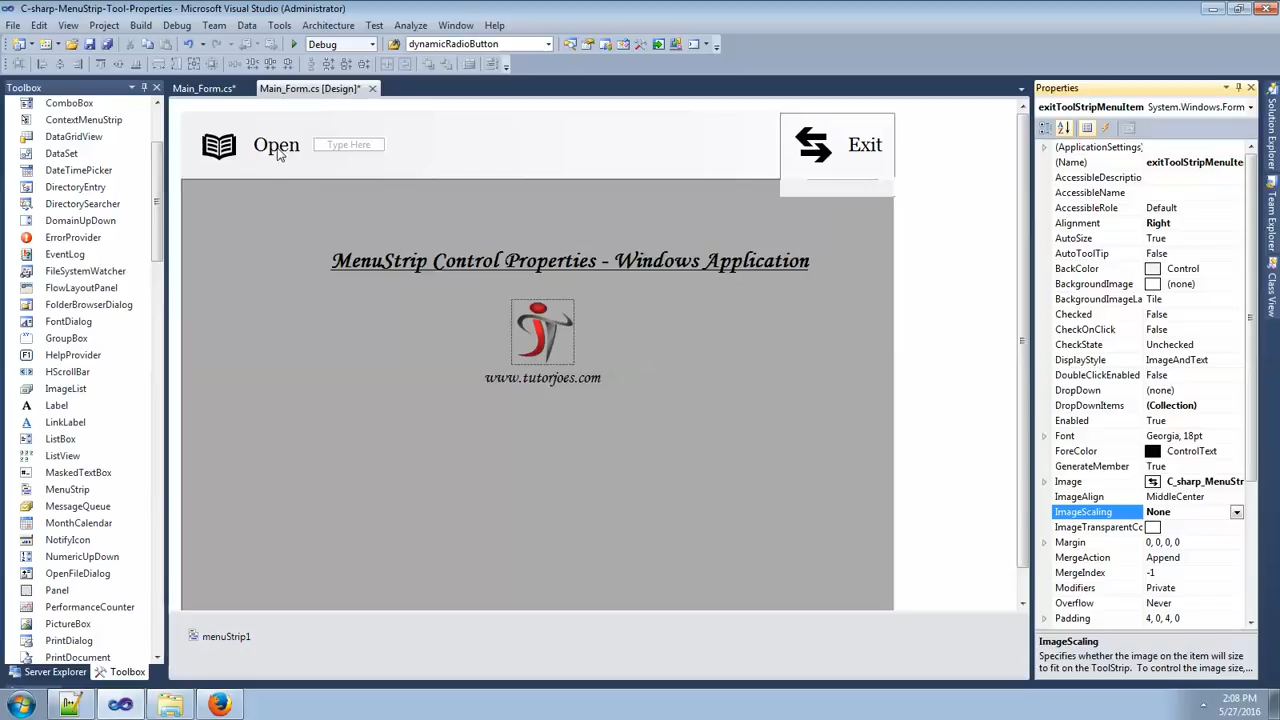 C-sharp-MenuStrip-Tool-Properties - Microsoft Visual Studio (Administrator)
File Edit View Project Build Debug Team Data Tools Architecture Test Analyze Window Help
Debug dynamicRadioButton
Toolbox
ComboBox
ContextMenuStrip
DataGridView
DataSet
DateTimePicker
DirectoryEntry
DirectorySearcher
DomainUpDown
ErrorProvider
EventLog
FileSystemWatcher
FlowLayoutPanel
FolderBrowserDialog
FontDialog
GroupBox
HelpProvider
HScrollBar
ImageList
Label
LinkLabel
ListBox
ListView
MaskedTextBox
MenuStrip
MessageQueue
MonthCalendar
NotifyIcon
NumericUpDown
OpenFileDialog
Panel
PerformanceCounter
PictureBox
PrintDialog
PrintDocument
Server Explorer Toolbox
Main_Form.cs* Main_Form.cs [Design]*
Open Type Here Exit
MenuStrip Control Properties - Windows Application
www.tutorjoes.com
menuStrip1
Properties
exitToolStripMenuItem System.Windows.Form
(ApplicationSettings)
(Name) exitToolStripMenuIte
AccessibleDescriptio
AccessibleName
AccessibleRole Default
Alignment Right
AutoSize True
AutoToolTip False
BackColor Control
BackgroundImage (none)
BackgroundImageLa Tile
Checked False
CheckOnClick False
CheckState Unchecked
DisplayStyle ImageAndText
DoubleClickEnabled False
DropDown (none)
DropDownItems (Collection)
Enabled True
Font Georgia, 18pt
ForeColor ControlText
GenerateMember True
Image C_sharp_MenuStr
ImageAlign MiddleCenter
ImageScaling None
ImageTransparentCc
Margin 0, 0, 0, 0
MergeAction Append
MergeIndex -1
Modifiers Private
Overflow Never
Padding 4, 0, 4, 0
ImageScaling
Specifies whether the image on the item will size
to fit on the ToolStrip. To control the image size,...
Solution Explorer
Team Explorer
Class View
2:08 PM
5/27/2016